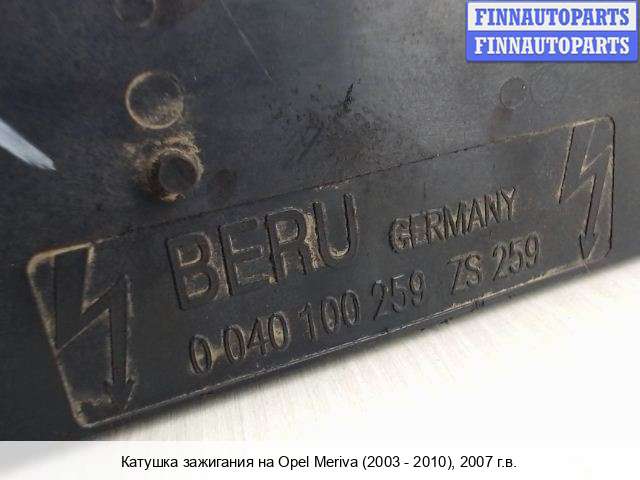 FINNAUTOPARTS
FINNAUTOPARTS
BERU GERMANY
0 040 100 259 ZS 259
Катушка зажигания на Opel Meriva (2003 - 2010), 2007 г.в.